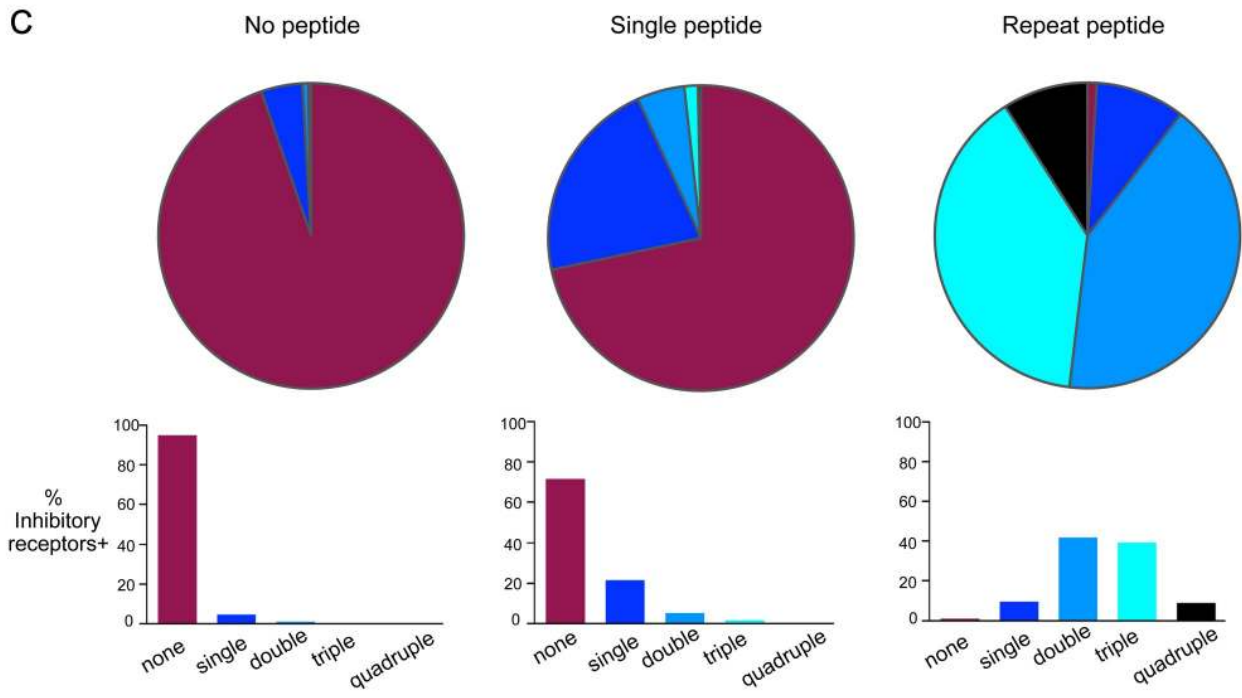 C
No peptide
Single peptide
Repeat peptide
%
Inhibitory
receptors+
100
80
60
40
20
0
none
single
double
triple
quadruple
100
80
60
40
20
0
none
single
double
triple
quadruple
100
80
60
40
20
0
none
single
double
triple
quadruple